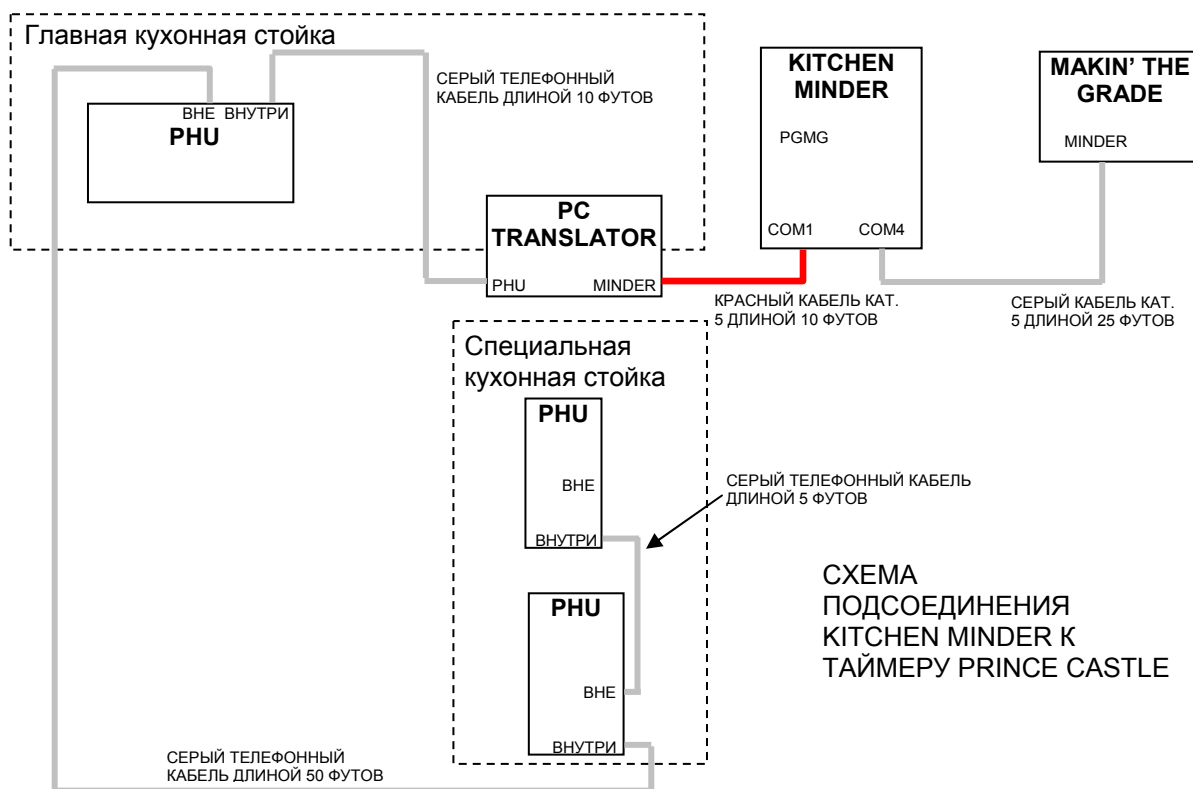 Главная кухонная стойка
ВНЕ ВНУТРИ
PHU
СЕРЫЙ ТЕЛЕФОННЫЙ
КАБЕЛЬ ДЛИНОЙ 10 ФУТОВ
KITCHEN
MINDER
PGMG
COM1 COM4
MAKIN’ THE
GRADE
MINDER
PC
TRANSLATOR
PHU MINDER
КРАСНЫЙ КАБЕЛЬ КАТ.
5 ДЛИНОЙ 10 ФУТОВ
СЕРЫЙ КАБЕЛЬ КАТ.
5 ДЛИНОЙ 25 ФУТОВ
Специальная
кухонная стойка
PHU
ВНЕ
ВНУТРИ
СЕРЫЙ ТЕЛЕФОННЫЙ КАБЕЛЬ
ДЛИНОЙ 5 ФУТОВ
PHU
ВНЕ
ВНУТРИ
СХЕМА
ПОДСОЕДИНЕНИЯ
KITCHEN MINDER К
ТАЙМЕРУ PRINCE CASTLE
СЕРЫЙ ТЕЛЕФОННЫЙ
КАБЕЛЬ ДЛИНОЙ 50 ФУТОВ